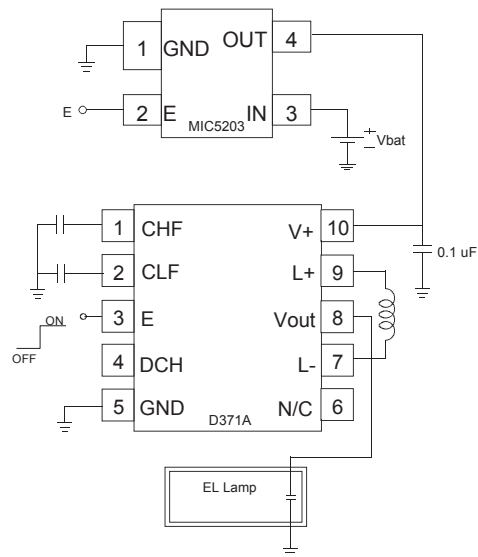 1 GND OUT 4
E 2 E IN 3
MIC5203
+
Vbat
–
1 CHF V+ 10
0.1 uF
2 CLF L+ 9
ON
3 E Vout 8
OFF
4 DCH L- 7
5 GND N/C 6
D371A
EL Lamp